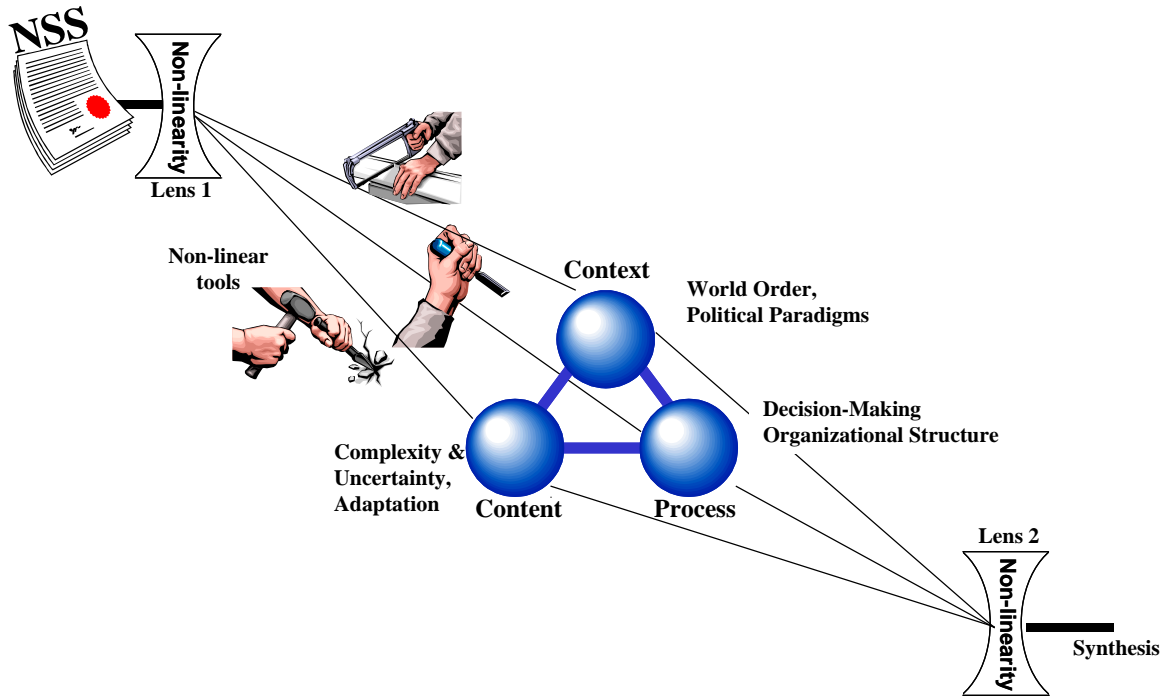 NSS
Non-linearity
Lens 1
Non-linear
tools
Context
World Order,
Political Paradigms
Decision-Making
Organizational Structure
Complexity &
Uncertainty,
Adaptation
Content
Process
Lens 2
Non-linearity
Synthesis